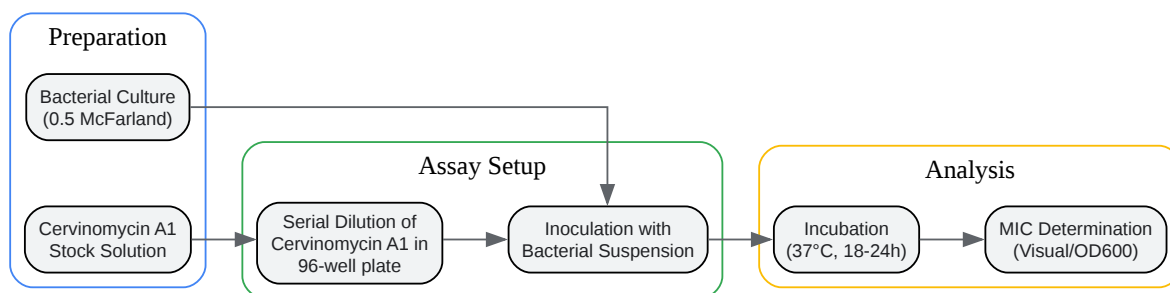 Preparation
Bacterial Culture
(0.5 McFarland)
Cervinomycin A1
Stock Solution
Assay Setup
Serial Dilution of
Cervinomycin A1 in
96-well plate
Inoculation with
Bacterial Suspension
Analysis
Incubation
(37°C, 18-24h)
MIC Determination
(Visual/OD600)